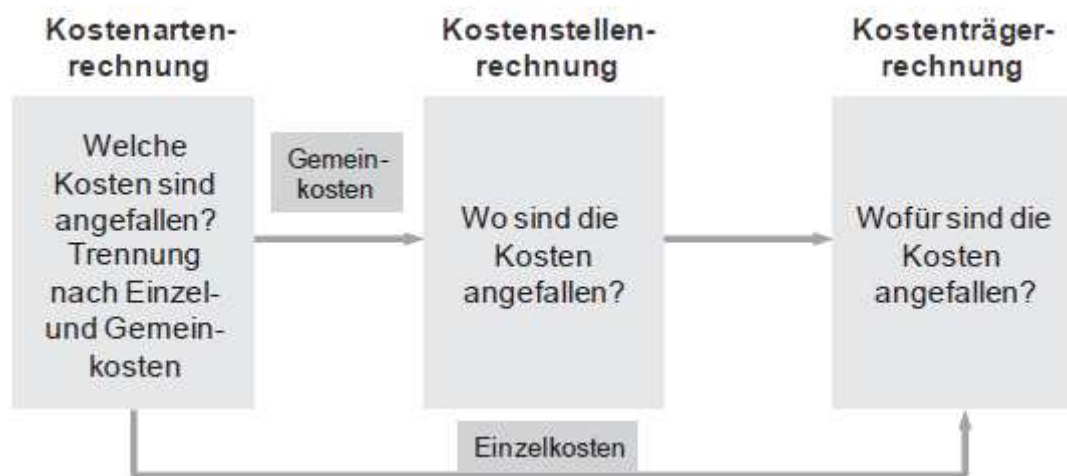 Kostenarten-
rechnung
Kostenstellen-
rechnung
Kostenträger-
rechnung
Welche
Kosten sind
angefallen?
Trennung
nach Einzel-
und Gemein-
kosten
Gemein-
kosten
Wo sind die
Kosten
angefallen?
Wofür sind die
Kosten
angefallen?
Einzelkosten